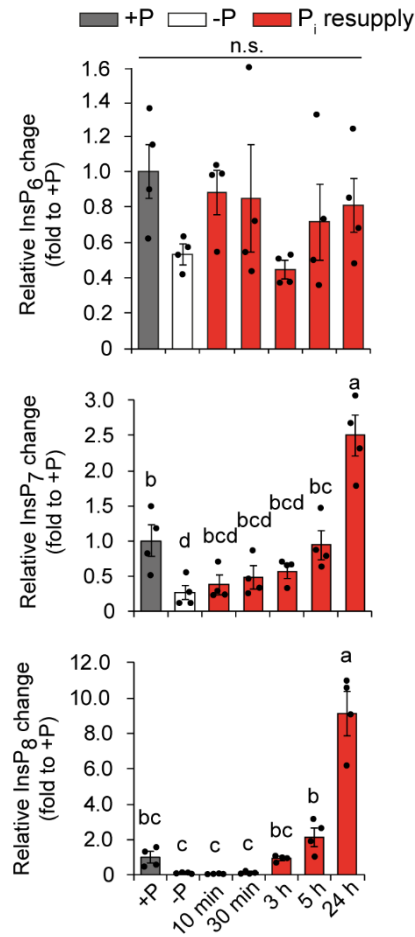 +P -P Pi resupply
n.s.
Relative InsP6 chage
(fold to +P)
1.6
1.4
1.2
1.0
0.8
0.6
0.4
0.2
0
Relative InsP7 change
(fold to +P)
3.0
2.5
2.0
1.5
1.0
0.5
0
b d bcd bcd bcd bc a
Relative InsP8 change
(fold to +P)
12.0
10.0
8.0
6.0
4.0
2.0
0
bc c c c bc b a
+P -P 10 min 30 min 3 h 5 h 24 h